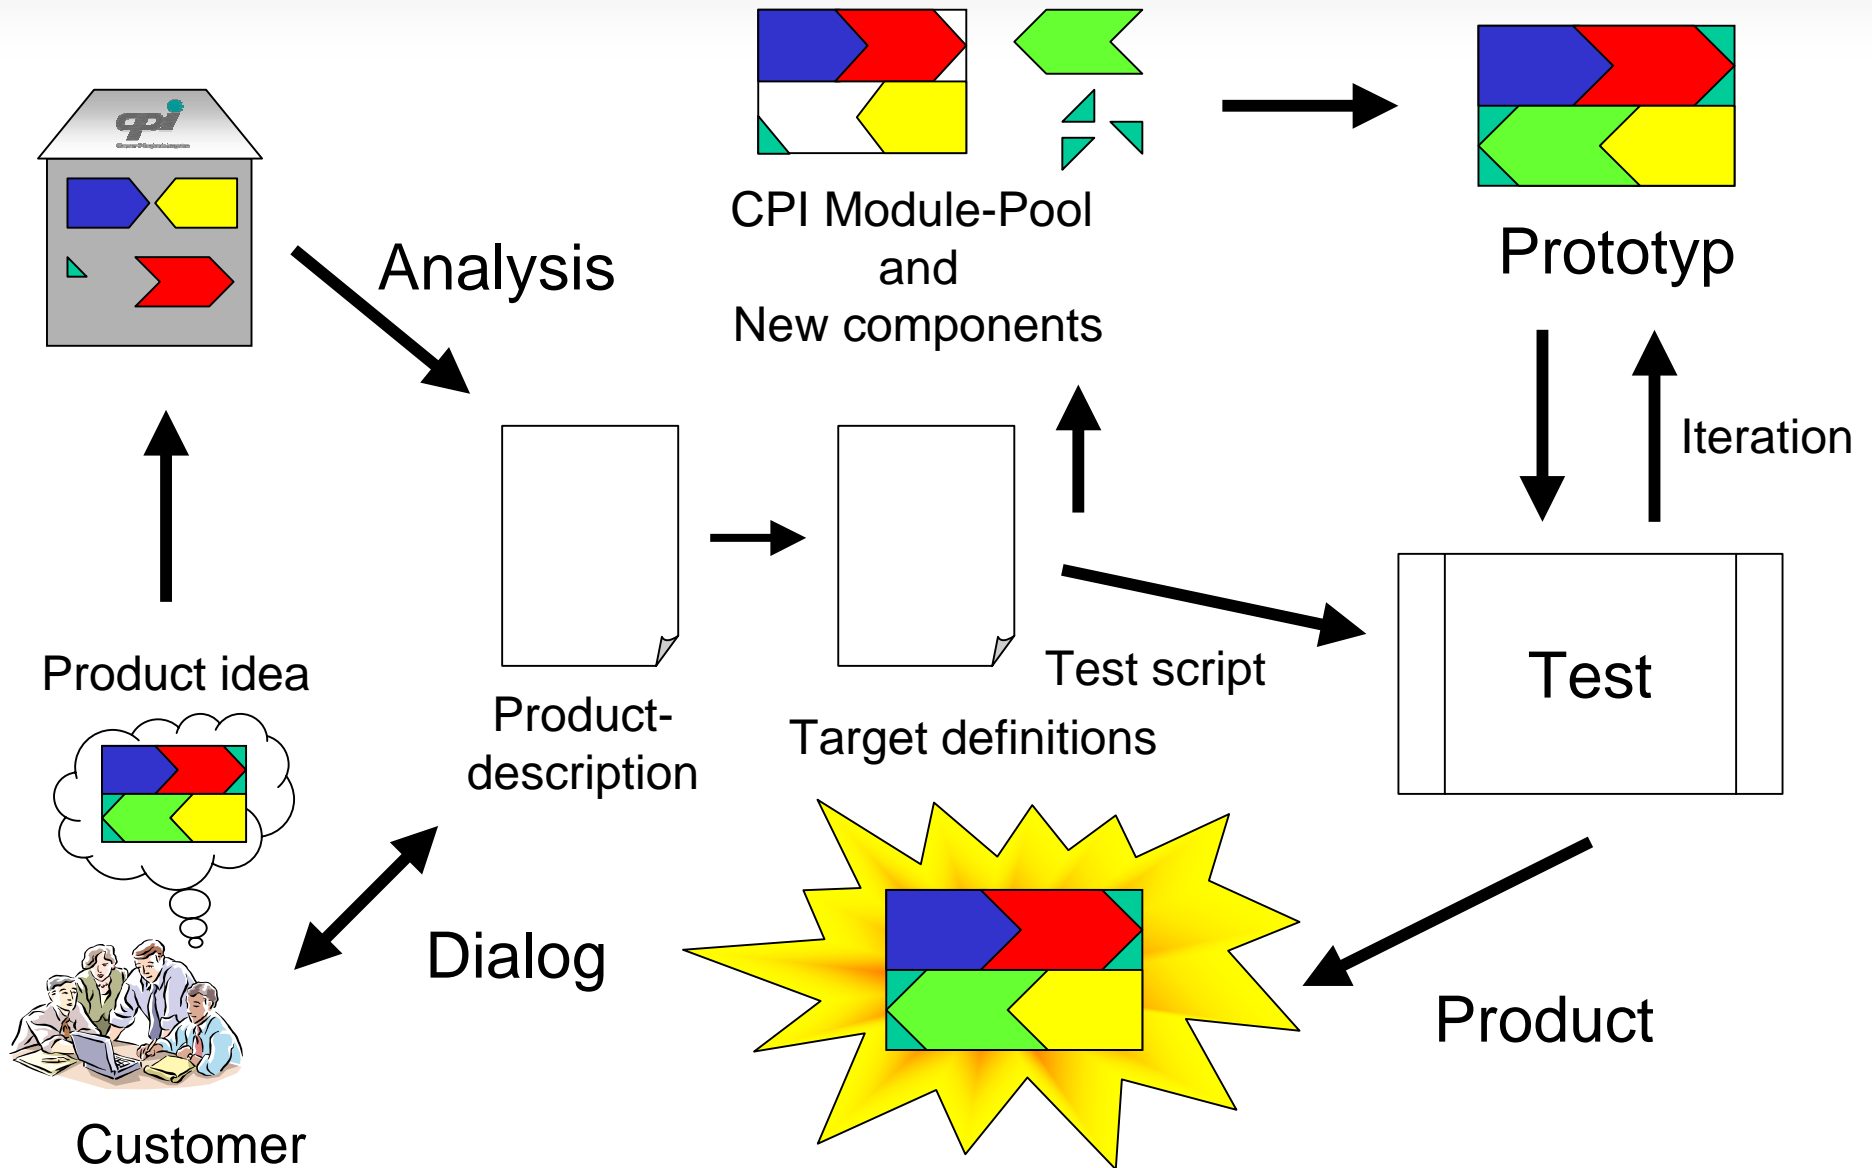 cpi
Analysis
CPI Module-Pool
and
New components
Prototyp
Iteration
Product idea
Product-
description
Test script
Target definitions
Test
Dialog
Product
Customer